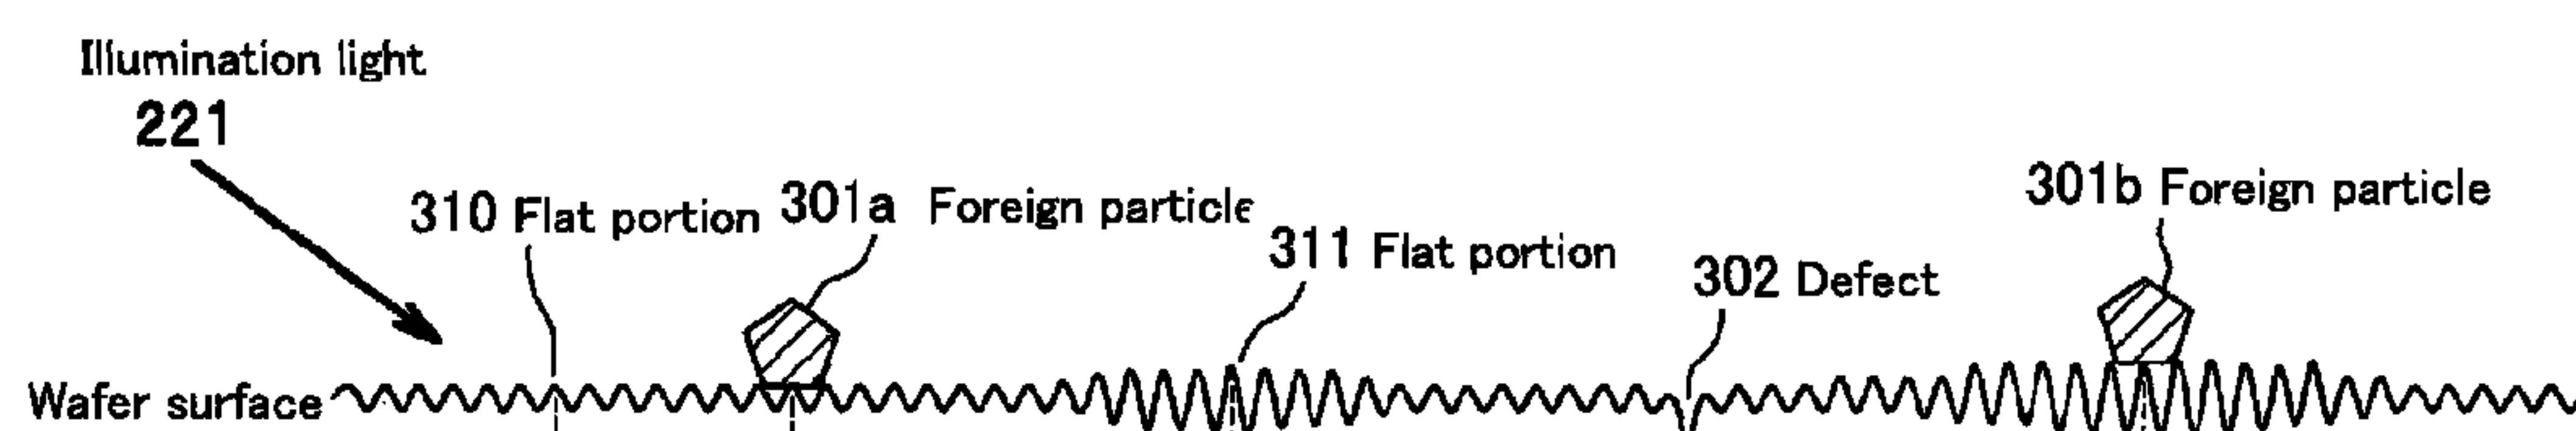 Illumination light
221
310 Flat portion
301a Foreign particle
311 Flat portion
302 Defect
301b Foreign particle
Wafer surface